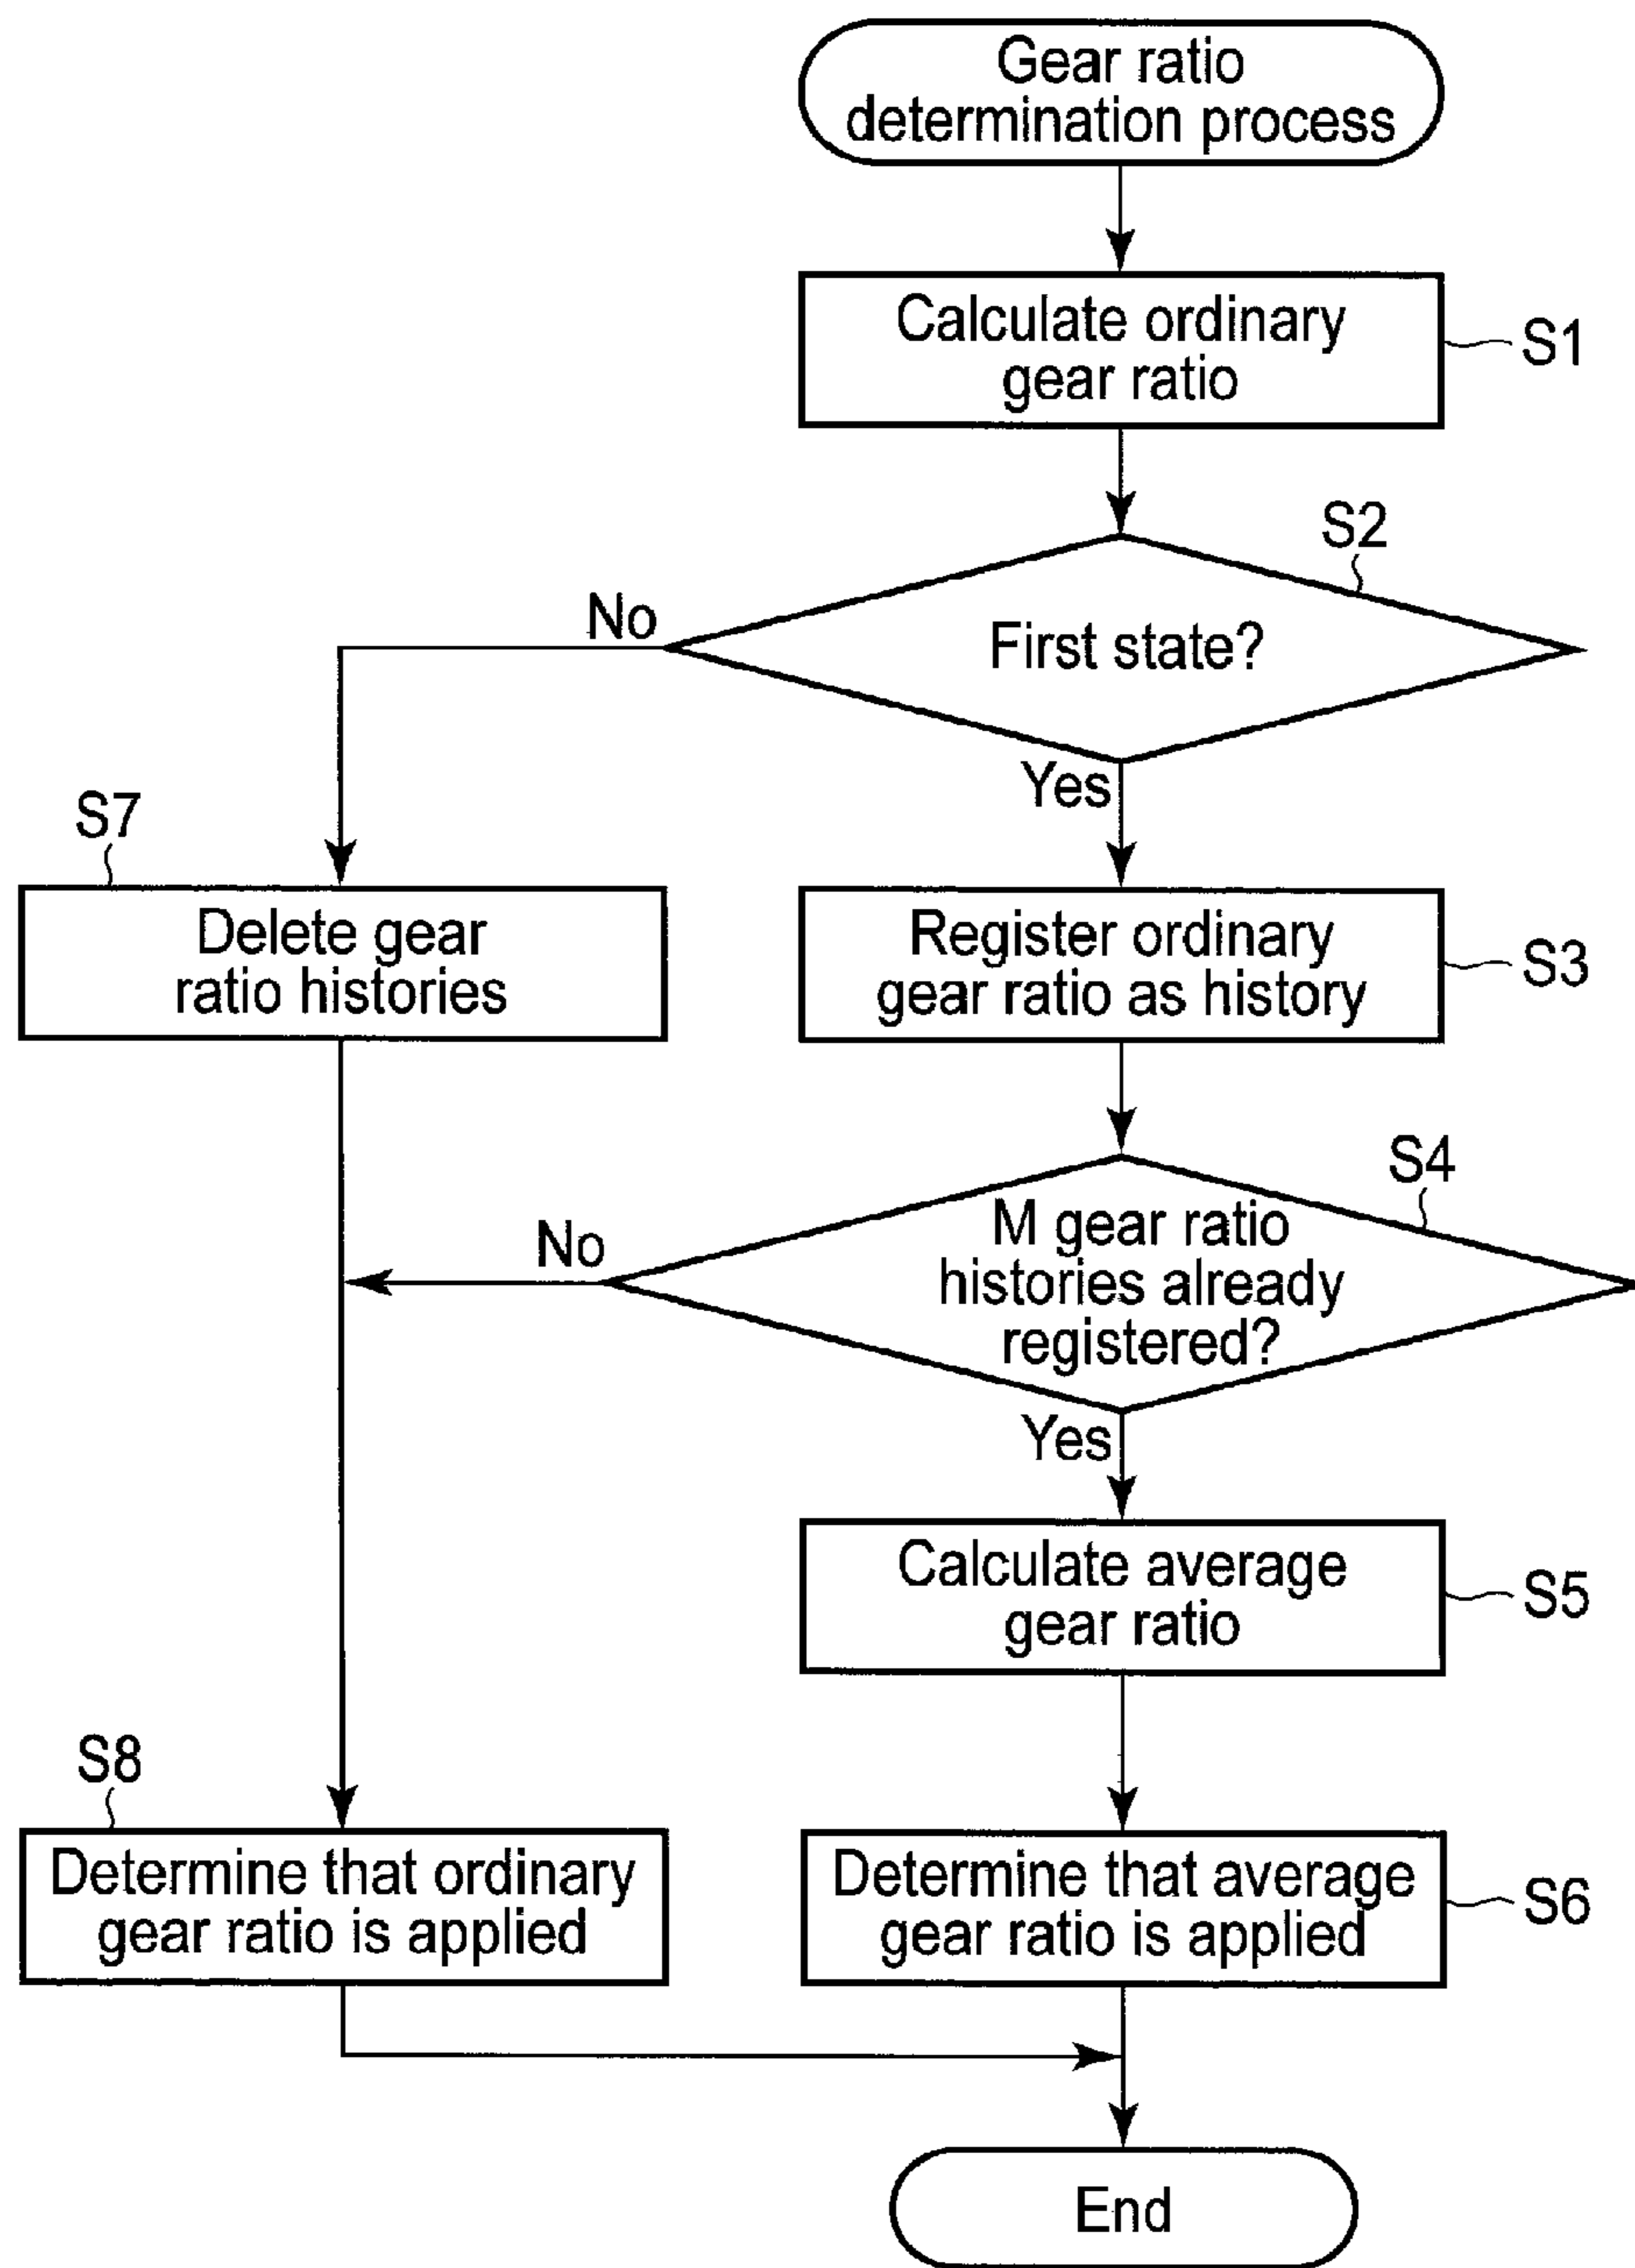 Gear ratio
determination process
Calculate ordinary
gear ratio
S1
S2
First state?
No
Yes
S7
Delete gear
ratio histories
Register ordinary
gear ratio as history
S3
S4
M gear ratio
histories already
registered?
No
Yes
Calculate average
gear ratio
S5
S8
Determine that ordinary
gear ratio is applied
Determine that average
gear ratio is applied
S6
End